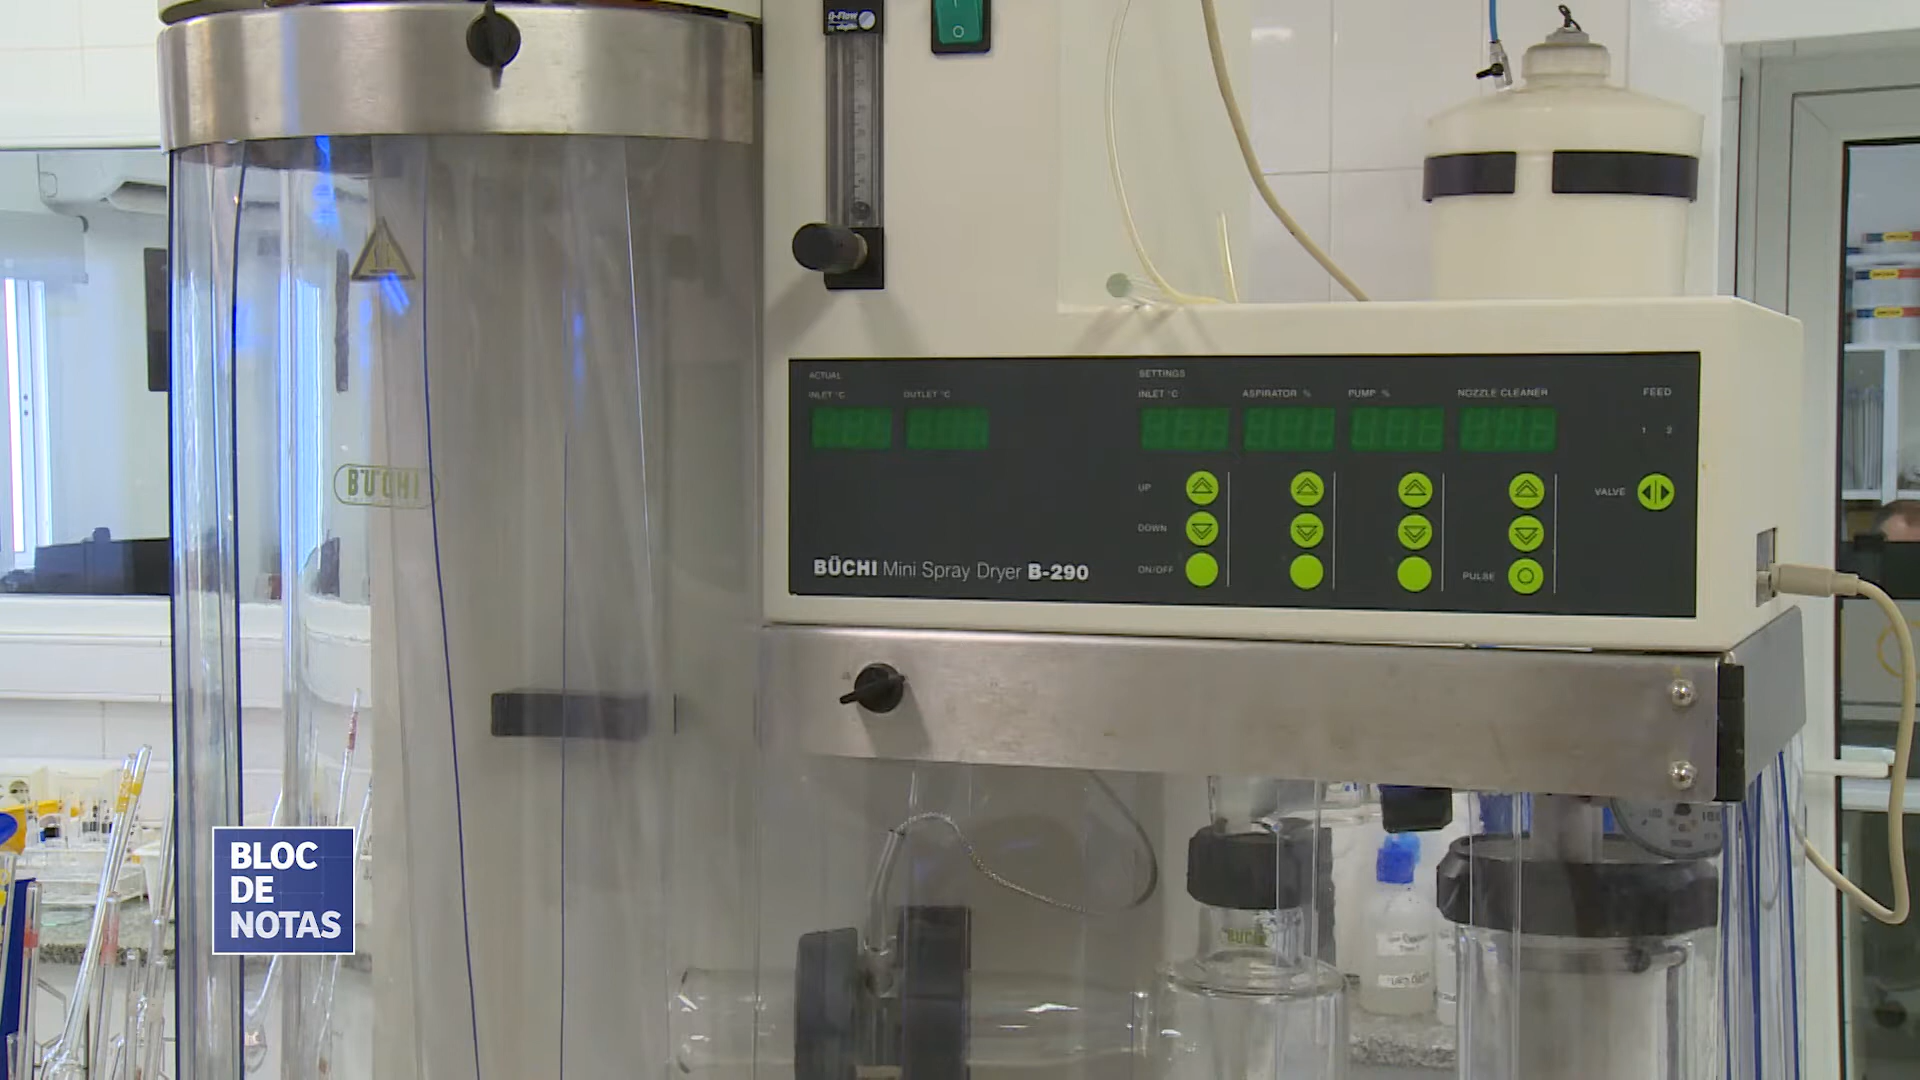 Q-Flow
ACTUAL
SETTINGS
INLET °C
OUTLET °C
INLET °C
ASPIRATOR %
PUMP %
NOZZLE CLEANER
FEED
1 2
UP
DOWN
ON/OFF
PULSE
VALVE
BÜCHI Mini Spray Dryer B-290
BÜCHI
BÜCHI
BLOC
DE
NOTAS